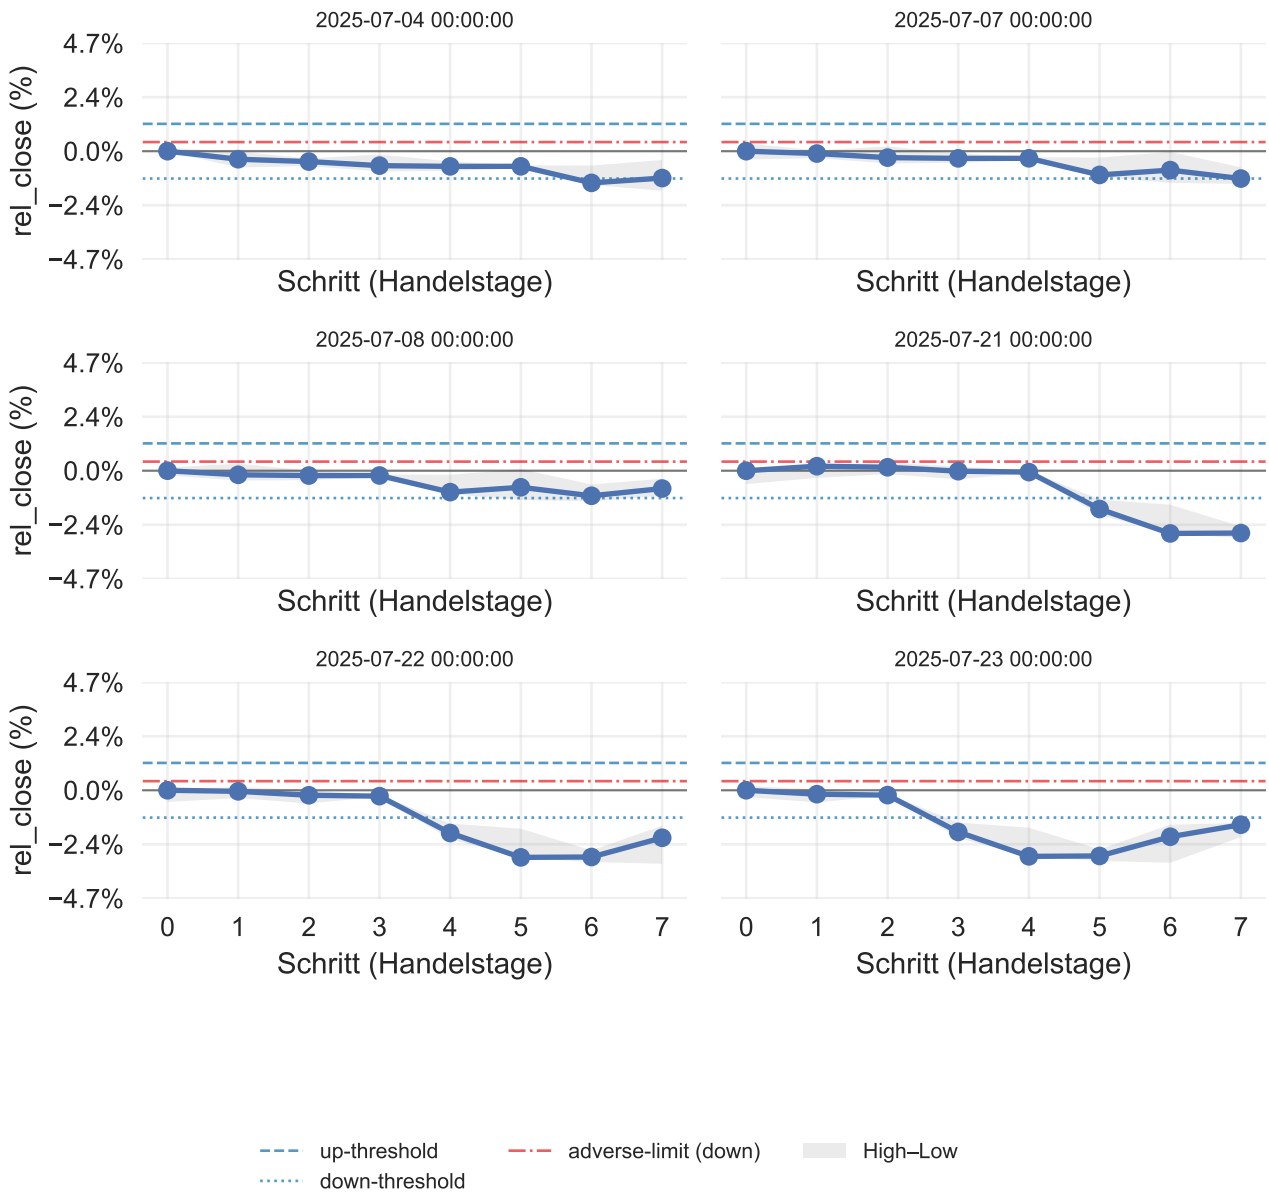 2025-07-04 00:00:00
2025-07-07 00:00:00
rel_close (%)
4.7%
2.4%
0.0%
−2.4%
−4.7%
Schritt (Handelstage)
Schritt (Handelstage)
2025-07-08 00:00:00
2025-07-21 00:00:00
rel_close (%)
4.7%
2.4%
0.0%
−2.4%
−4.7%
Schritt (Handelstage)
Schritt (Handelstage)
2025-07-22 00:00:00
2025-07-23 00:00:00
rel_close (%)
4.7%
2.4%
0.0%
−2.4%
−4.7%
0 1 2 3 4 5 6 7
0 1 2 3 4 5 6 7
Schritt (Handelstage)
Schritt (Handelstage)
up-threshold
down-threshold
adverse-limit (down)
High–Low